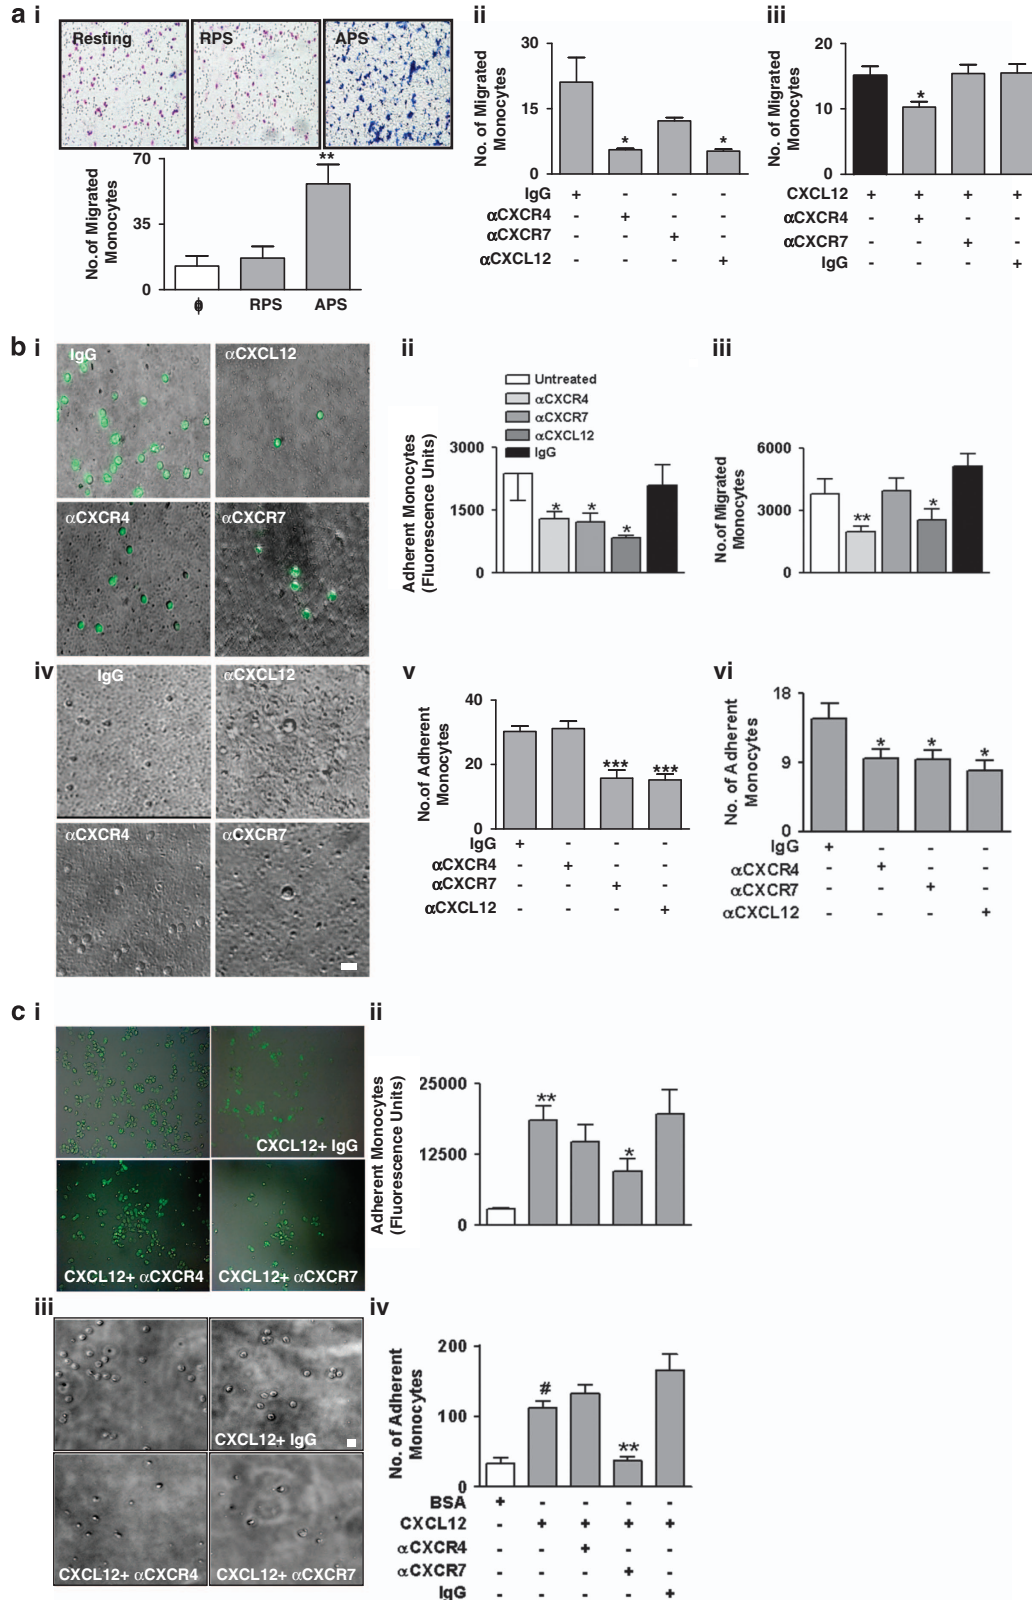 a i
Resting
RPS
APS
No.of Migrated
Monocytes
70
35
0
**
ϕ
RPS
APS
ii
No. of Migrated
Monocytes
30
15
0
*
*
IgG + - - -
αCXCR4 - + - -
αCXCR7 - - + -
αCXCL12 - - - +
iii
No. of Migrated
Monocytes
20
10
0
*
CXCL12 + + + +
αCXCR4 - + - -
αCXCR7 - - + -
IgG - - - +
b i
IgG
αCXCL12
αCXCR4
αCXCR7
ii
Untreated
αCXCR4
αCXCR7
αCXCL12
IgG
Adherent Monocytes
(Fluorescence Units)
3000
1500
0
*
*
*
iii
No.of Migrated
Monocytes
6000
3000
0
**
*
iv
IgG
αCXCL12
αCXCR4
αCXCR7
v
No.of Adherent
Monocytes
40
20
0
***
***
IgG + - - -
αCXCR4 - + - -
αCXCR7 - - + -
αCXCL12 - - - +
vi
No. of Adherent
Monocytes
18
9
0
*
*
*
IgG + - - -
αCXCR4 - + - -
αCXCR7 - - + -
αCXCL12 - - - +
c i
CXCL12+ IgG
CXCL12+ αCXCR4
CXCL12+ αCXCR7
ii
Adherent Monocytes
(Fluorescence Units)
25000
12500
0
**
*
iii
CXCL12+ IgG
CXCL12+ αCXCR4
CXCL12+ αCXCR7
iv
No. of Adherent
Monocytes
200
100
0
#
**
BSA + - - - -
CXCL12 - + + + +
αCXCR4 - - + - -
αCXCR7 - - - + -
IgG - - - - +